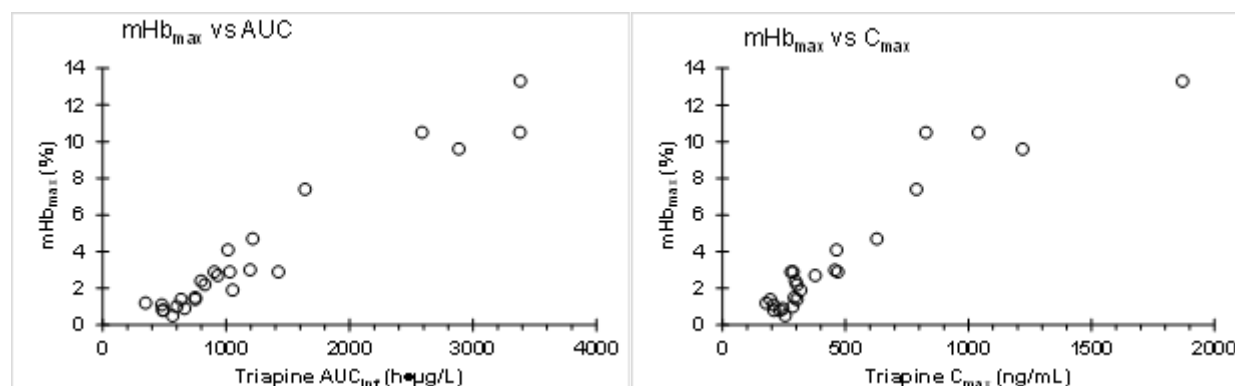 mHbmax vs AUC
14
12
10
8
6
4
2
0
mHbmax (%)
0 1000 2000 3000 4000
Triapine AUCinf (h•µg/L)
mHbmax vs Cmax
14
12
10
8
6
4
2
0
mHbmax (%)
0 500 1000 1500 2000
Triapine Cmax (ng/mL)